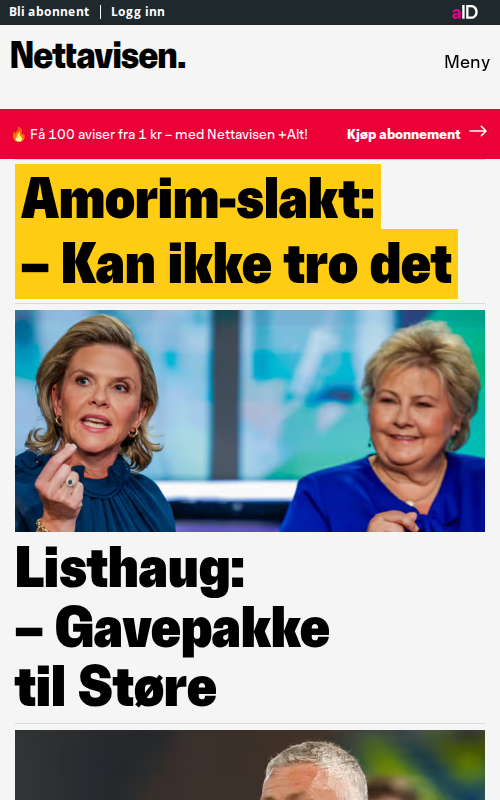 Bli abonnent | Logg inn
aID
Nettavisen.
Meny
🔥 Få 100 aviser fra 1 kr – med Nettavisen +Alt!
Kjøp abonnement →
Amorim-slakt:
– Kan ikke tro det
Listhaug:
– Gavepakke
til Støre